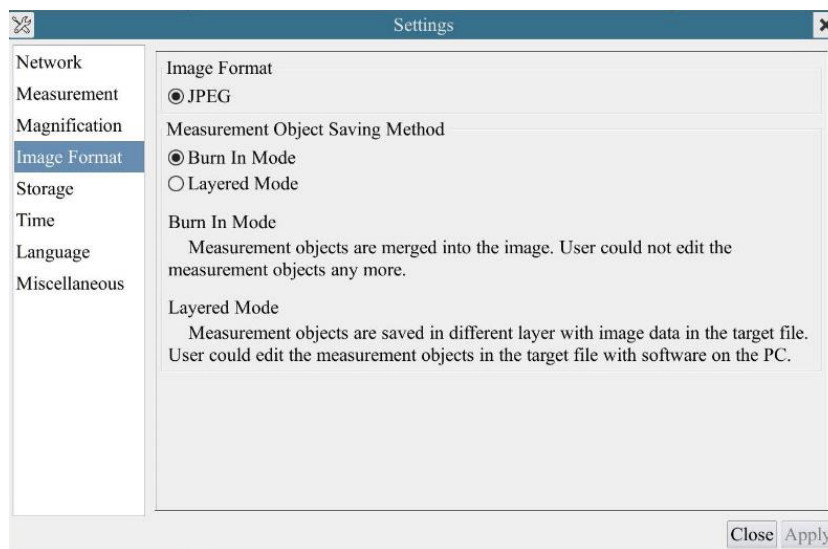 Settings
Network
Measurement
Magnification
Image Format
Storage
Time
Language
Miscellaneous
Image Format
JPEG
Measurement Object Saving Method
Burn In Mode
Layered Mode
Burn In Mode
Measurement objects are merged into the image. User could not edit the
measurement objects any more.
Layered Mode
Measurement objects are saved in different layer with image data in the target file.
User could edit the measurement objects in the target file with software on the PC.
Close Apply